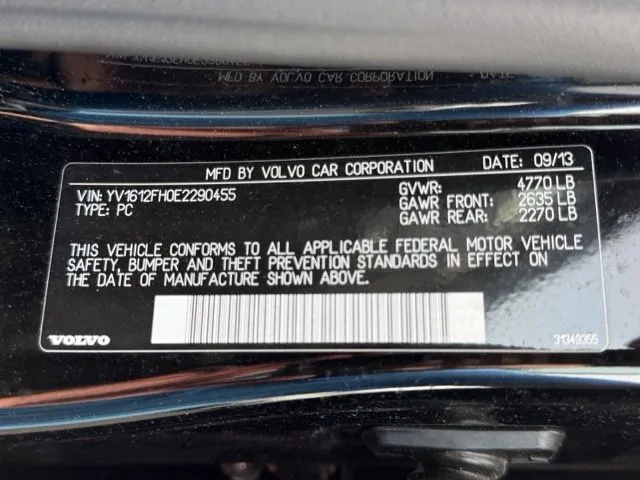 MFD BY VOLVO CAR CORPORATION DATE: 09/13
VIN: YV1612FH0E2290455 GVWR: 4770 LB
TYPE: PC GAWR FRONT: 2635 LB
GAWR REAR: 2270 LB
THIS VEHICLE CONFORMS TO ALL APPLICABLE FEDERAL MOTOR VEHICLE
SAFETY, BUMPER AND THEFT PREVENTION STANDARDS IN EFFECT ON
THE DATE OF MANUFACTURE SHOWN ABOVE.
VOLVO 31349355